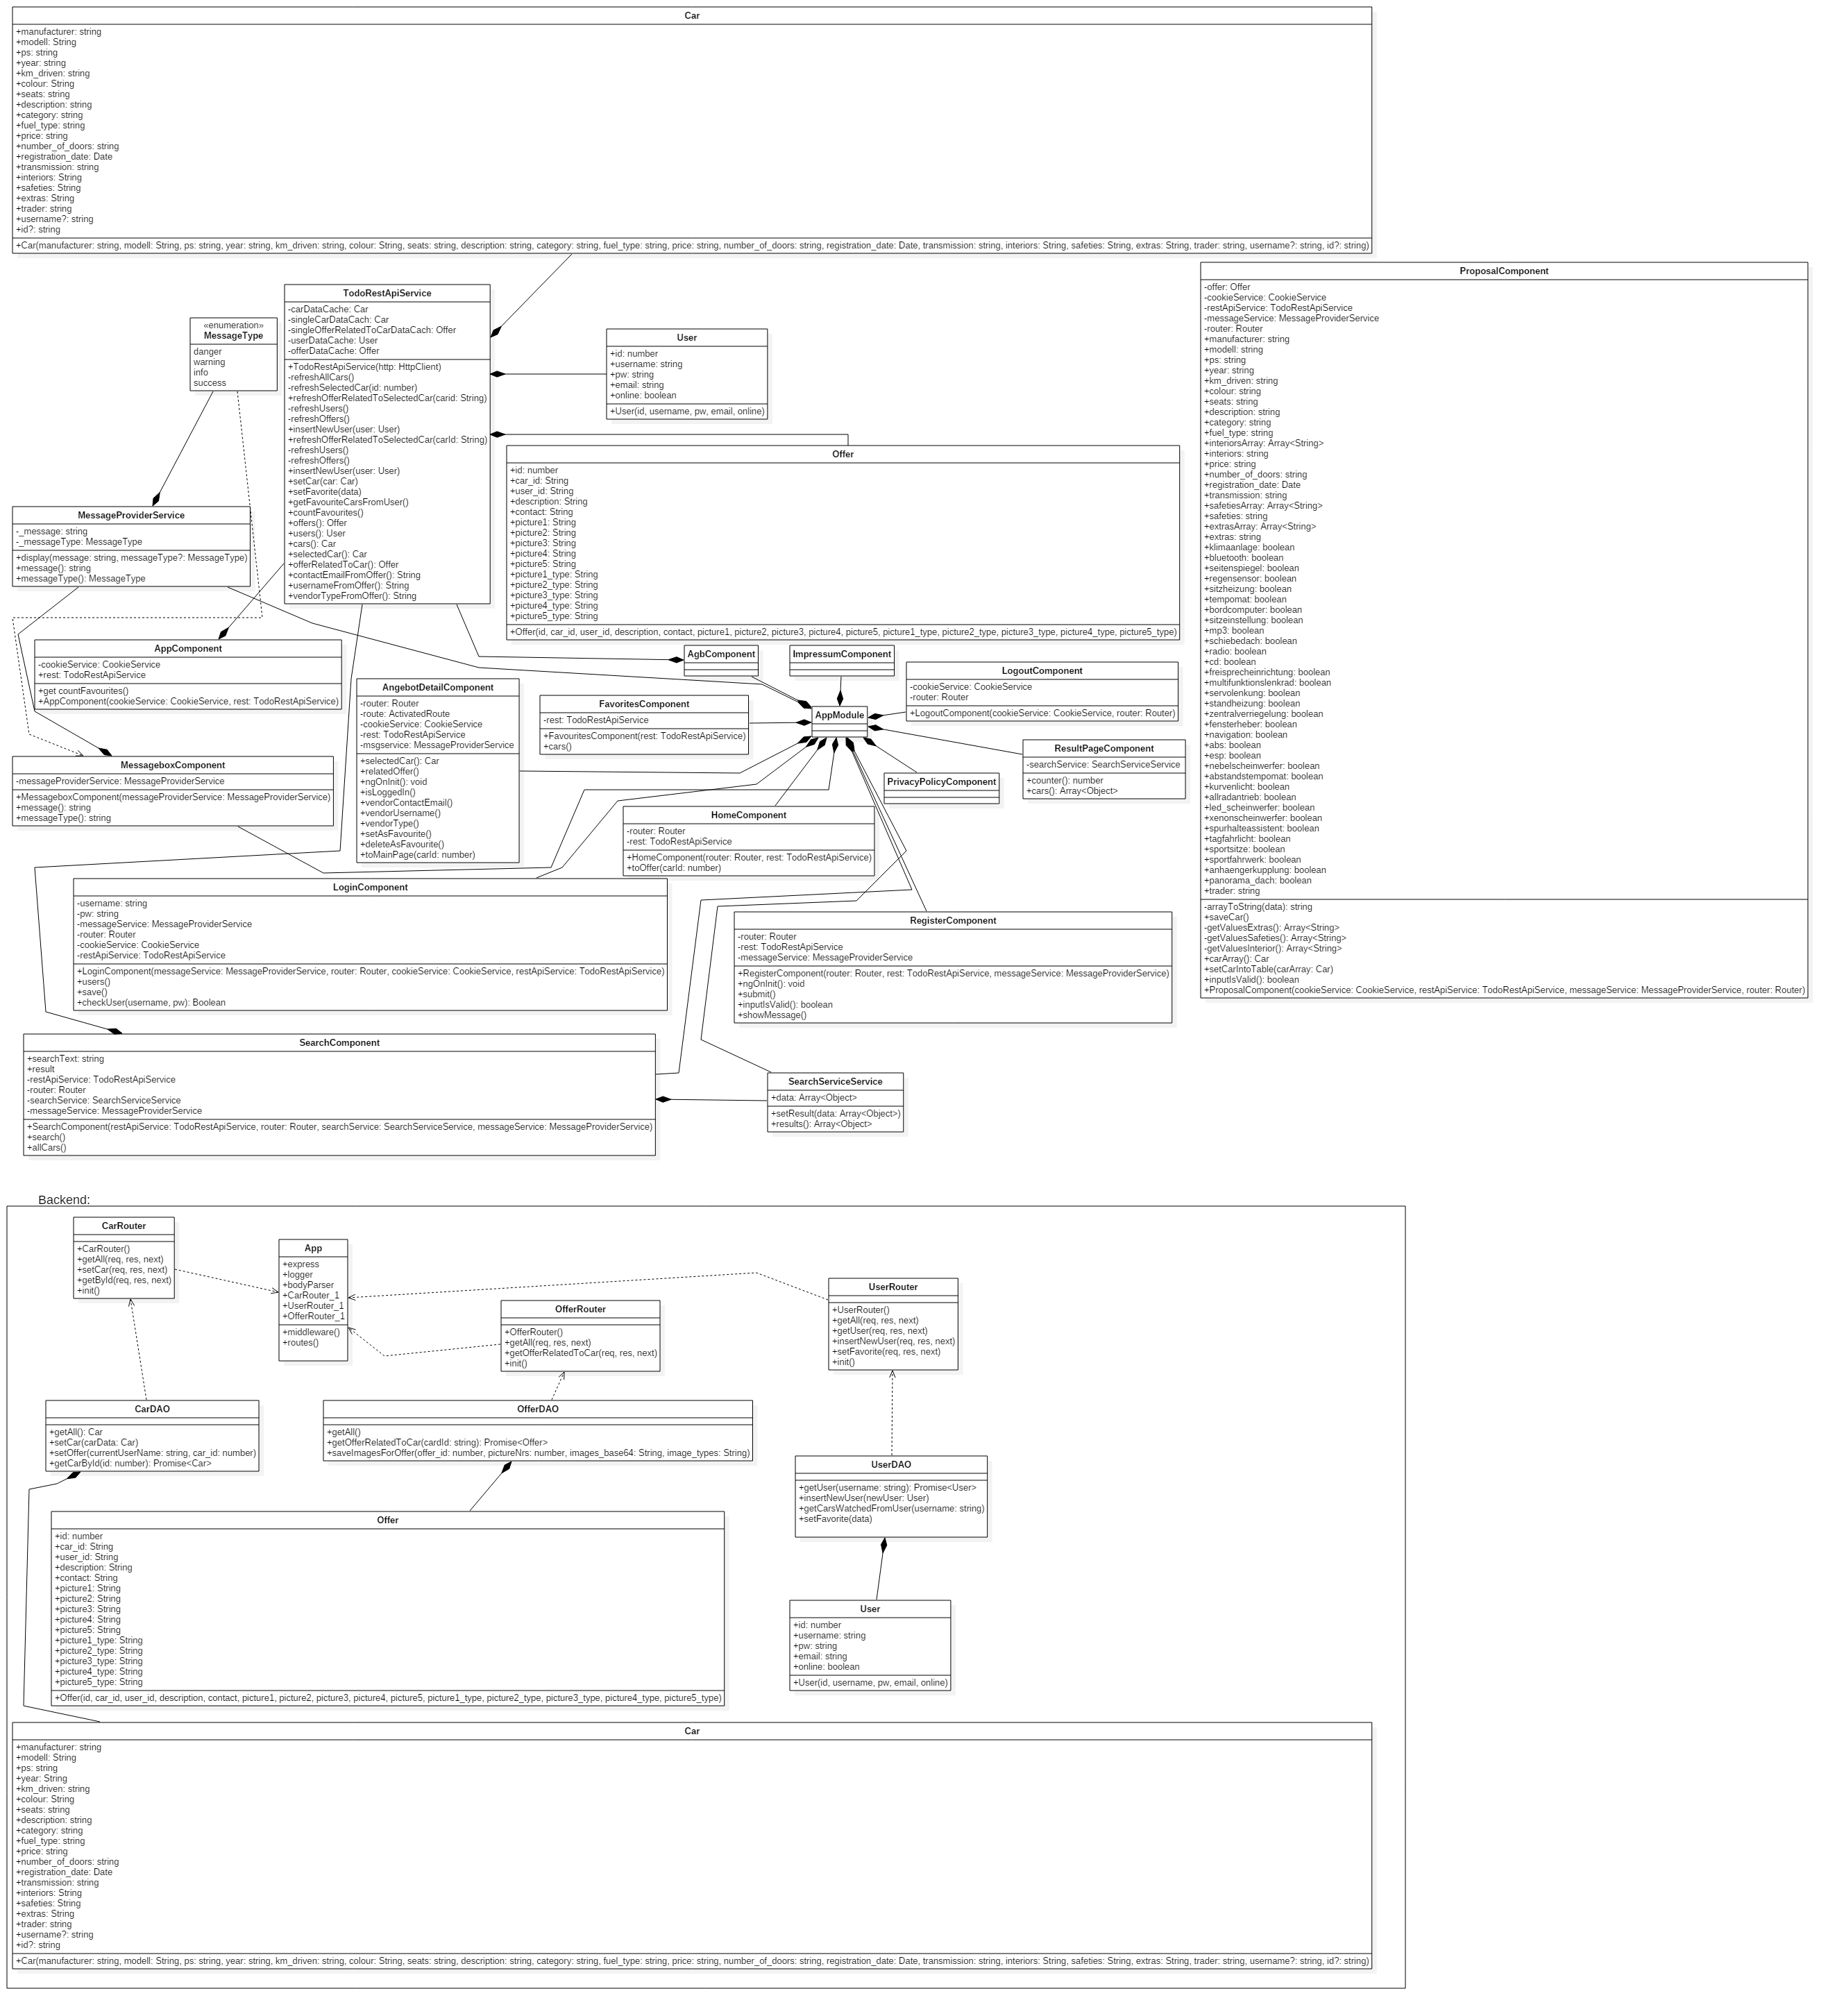 Car
+manufacturer: string
+modell: String
+ps: string
+year: string
+km_driven: string
+colour: String
+seats: string
+description: string
+category: string
+fuel_type: string
+price: string
+number_of_doors: string
+registration_date: Date
+transmission: string
+interiors: String
+safeties: String
+extras: String
+trader: string
+username?: string
+id?: string
+Car(manufacturer: string, modell: String, ps: string, year: string, km_driven: string, colour: String, seats: string, description: string, category: string, fuel_type: string, price: string, number_of_doors: string, registration_date: Date, transmission: string, interiors: String, safeties: String, extras: String, trader: string, username?: string, id?: string)
TodoRestApiService
-carDataCache: Car
-singleCarDataCach: Car
-singleOfferRelatedToCarDataCach: Offer
-userDataCache: User
-offerDataCache: Offer
+TodoRestApiService(http: HttpClient)
-refreshAllCars()
-refreshSelectedCar(id: number)
+refreshOfferRelatedToSelectedCar(carid: String)
-refreshUsers()
-refreshOffers()
+insertNewUser(user: User)
+refreshOfferRelatedToSelectedCar(carId: String)
-refreshUsers()
-refreshOffers()
+insertNewUser(user: User)
+setCar(car: Car)
+setFavorite(data)
+getFavouriteCarsFromUser()
+countFavourites()
+offers(): Offer
+users(): User
+cars(): Car
+selectedCar(): Car
+offerRelatedToCar(): Offer
+contactEmailFromOffer(): String
+usernameFromOffer(): String
+vendorTypeFromOffer(): String
«enumeration»
MessageType
danger
warning
info
success
User
+id: number
+username: string
+pw: string
+email: string
+online: boolean
+User(id, username, pw, email, online)
Offer
+id: number
+car_id: String
+user_id: String
+description: String
+contact: String
+picture1: String
+picture2: String
+picture3: String
+picture4: String
+picture5: String
+picture1_type: String
+picture2_type: String
+picture3_type: String
+picture4_type: String
+picture5_type: String
+Offer(id, car_id, user_id, description, contact, picture1, picture2, picture3, picture4, picture5, picture1_type, picture2_type, picture3_type, picture4_type, picture5_type)
ProposalComponent
-offer: Offer
-cookieService: CookieService
-restApiService: TodoRestApiService
-messageService: MessageProviderService
-router: Router
+manufacturer: string
+modell: string
+ps: string
+year: string
+km_driven: string
+colour: string
+seats: string
+description: string
+category: string
+fuel_type: string
+interiorsArray: Array<String>
+interiors: string
+price: string
+number_of_doors: string
+registration_date: Date
+transmission: string
+safetiesArray: Array<String>
+safeties: string
+extrasArray: Array<String>
+extras: string
+klimaanlage: boolean
+bluetooth: boolean
+seitenspiegel: boolean
+regensensor: boolean
+sitzheizung: boolean
+tempomat: boolean
+bordcomputer: boolean
+sitzeinstellung: boolean
+mp3: boolean
+schiebedach: boolean
+radio: boolean
+cd: boolean
+freisprecheinrichtung: boolean
+multifunktionslenkrad: boolean
+servolenkung: boolean
+standheizung: boolean
+zentralverriegelung: boolean
+fensterheber: boolean
+navigation: boolean
+abs: boolean
+esp: boolean
+nebelscheinwerfer: boolean
+abstandstempomat: boolean
+kurvenlicht: boolean
+allradantrieb: boolean
+led_scheinwerfer: boolean
+xenonscheinwerfer: boolean
+spurhalteassistent: boolean
+tagfahrlicht: boolean
+sportsitze: boolean
+sportfahrwerk: boolean
+anhaengerkupplung: boolean
+panorama_dach: boolean
+trader: string
-arrayToString(data): string
+saveCar()
-getValuesExtras(): Array<String>
-getValuesSafeties(): Array<String>
-getValuesInterior(): Array<String>
+carArray(): Car
+setCarIntoTable(carArray: Car)
+inputIsValid(): boolean
+ProposalComponent(cookieService: CookieService, restApiService: TodoRestApiService, messageService: MessageProviderService, router: Router)
MessageProviderService
-_message: string
-_messageType: MessageType
+display(message: string, messageType?: MessageType)
+message(): string
+messageType(): MessageType
AppComponent
-cookieService: CookieService
+rest: TodoRestApiService
+get countFavourites()
+AppComponent(cookieService: CookieService, rest: TodoRestApiService)
AgbComponent
ImpressumComponent
LogoutComponent
-cookieService: CookieService
-router: Router
+LogoutComponent(cookieService: CookieService, router: Router)
AngebotDetailComponent
-router: Router
-route: ActivatedRoute
-cookieService: CookieService
-rest: TodoRestApiService
-msgservice: MessageProviderService
+selectedCar(): Car
+relatedOffer()
+ngOnInit(): void
+isLoggedIn()
+vendorContactEmail()
+vendorUsername()
+vendorType()
+setAsFavourite()
+deleteAsFavourite()
+toMainPage(carId: number)
FavoritesComponent
-rest: TodoRestApiService
+FavouritesComponent(rest: TodoRestApiService)
+cars()
AppModule
ResultPageComponent
-searchService: SearchServiceService
+counter(): number
+cars(): Array<Object>
MessageboxComponent
-messageProviderService: MessageProviderService
+MessageboxComponent(messageProviderService: MessageProviderService)
+message(): string
+messageType(): string
PrivacyPolicyComponent
HomeComponent
-router: Router
-rest: TodoRestApiService
+HomeComponent(router: Router, rest: TodoRestApiService)
+toOffer(carId: number)
LoginComponent
-username: string
-pw: string
-messageService: MessageProviderService
-router: Router
-cookieService: CookieService
-restApiService: TodoRestApiService
+LoginComponent(messageService: MessageProviderService, router: Router, cookieService: CookieService, restApiService: TodoRestApiService)
+users()
+save()
+checkUser(username, pw): Boolean
RegisterComponent
-router: Router
-rest: TodoRestApiService
-messageService: MessageProviderService
+RegisterComponent(router: Router, rest: TodoRestApiService, messageService: MessageProviderService)
+ngOnInit(): void
+submit()
+inputIsValid(): boolean
+showMessage()
SearchComponent
+searchText: string
+result
-restApiService: TodoRestApiService
-router: Router
-searchService: SearchServiceService
-messageService: MessageProviderService
+SearchComponent(restApiService: TodoRestApiService, router: Router, searchService: SearchServiceService, messageService: MessageProviderService)
+search()
+allCars()
SearchServiceService
+data: Array<Object>
+setResult(data: Array<Object>)
+results(): Array<Object>
Backend:
CarRouter
+CarRouter()
+getAll(req, res, next)
+setCar(req, res, next)
+getById(req, res, next)
+init()
App
+express
+logger
+bodyParser
+CarRouter_1
+UserRouter_1
+OfferRouter_1
+middleware()
+routes()
OfferRouter
+OfferRouter()
+getAll(req, res, next)
+getOfferRelatedToCar(req, res, next)
+init()
UserRouter
+UserRouter()
+getAll(req, res, next)
+getUser(req, res, next)
+insertNewUser(req, res, next)
+setFavorite(req, res, next)
+init()
CarDAO
+getAll(): Car
+setCar(carData: Car)
+setOffer(currentUserName: string, car_id: number)
+getCarById(id: number): Promise<Car>
OfferDAO
+getAll()
+getOfferRelatedToCar(cardId: string): Promise<Offer>
+saveImagesForOffer(offer_id: number, pictureNrs: number, images_base64: String, image_types: String)
UserDAO
+getUser(username: string): Promise<User>
+insertNewUser(newUser: User)
+getCarsWatchedFromUser(username: string)
+setFavorite(data)
Offer
+id: number
+car_id: String
+user_id: String
+description: String
+contact: String
+picture1: String
+picture2: String
+picture3: String
+picture4: String
+picture5: String
+picture1_type: String
+picture2_type: String
+picture3_type: String
+picture4_type: String
+picture5_type: String
+Offer(id, car_id, user_id, description, contact, picture1, picture2, picture3, picture4, picture5, picture1_type, picture2_type, picture3_type, picture4_type, picture5_type)
User
+id: number
+username: string
+pw: string
+email: string
+online: boolean
+User(id, username, pw, email, online)
Car
+manufacturer: string
+modell: String
+ps: string
+year: String
+km_driven: string
+colour: String
+seats: string
+description: string
+category: string
+fuel_type: string
+price: string
+number_of_doors: string
+registration_date: Date
+transmission: string
+interiors: String
+safeties: String
+extras: String
+trader: string
+username?: string
+id?: string
+Car(manufacturer: string, modell: String, ps: string, year: string, km_driven: string, colour: String, seats: string, description: string, category: string, fuel_type: string, price: string, number_of_doors: string, registration_date: Date, transmission: string, interiors: String, safeties: String, extras: String, trader: string, username?: string, id?: string)